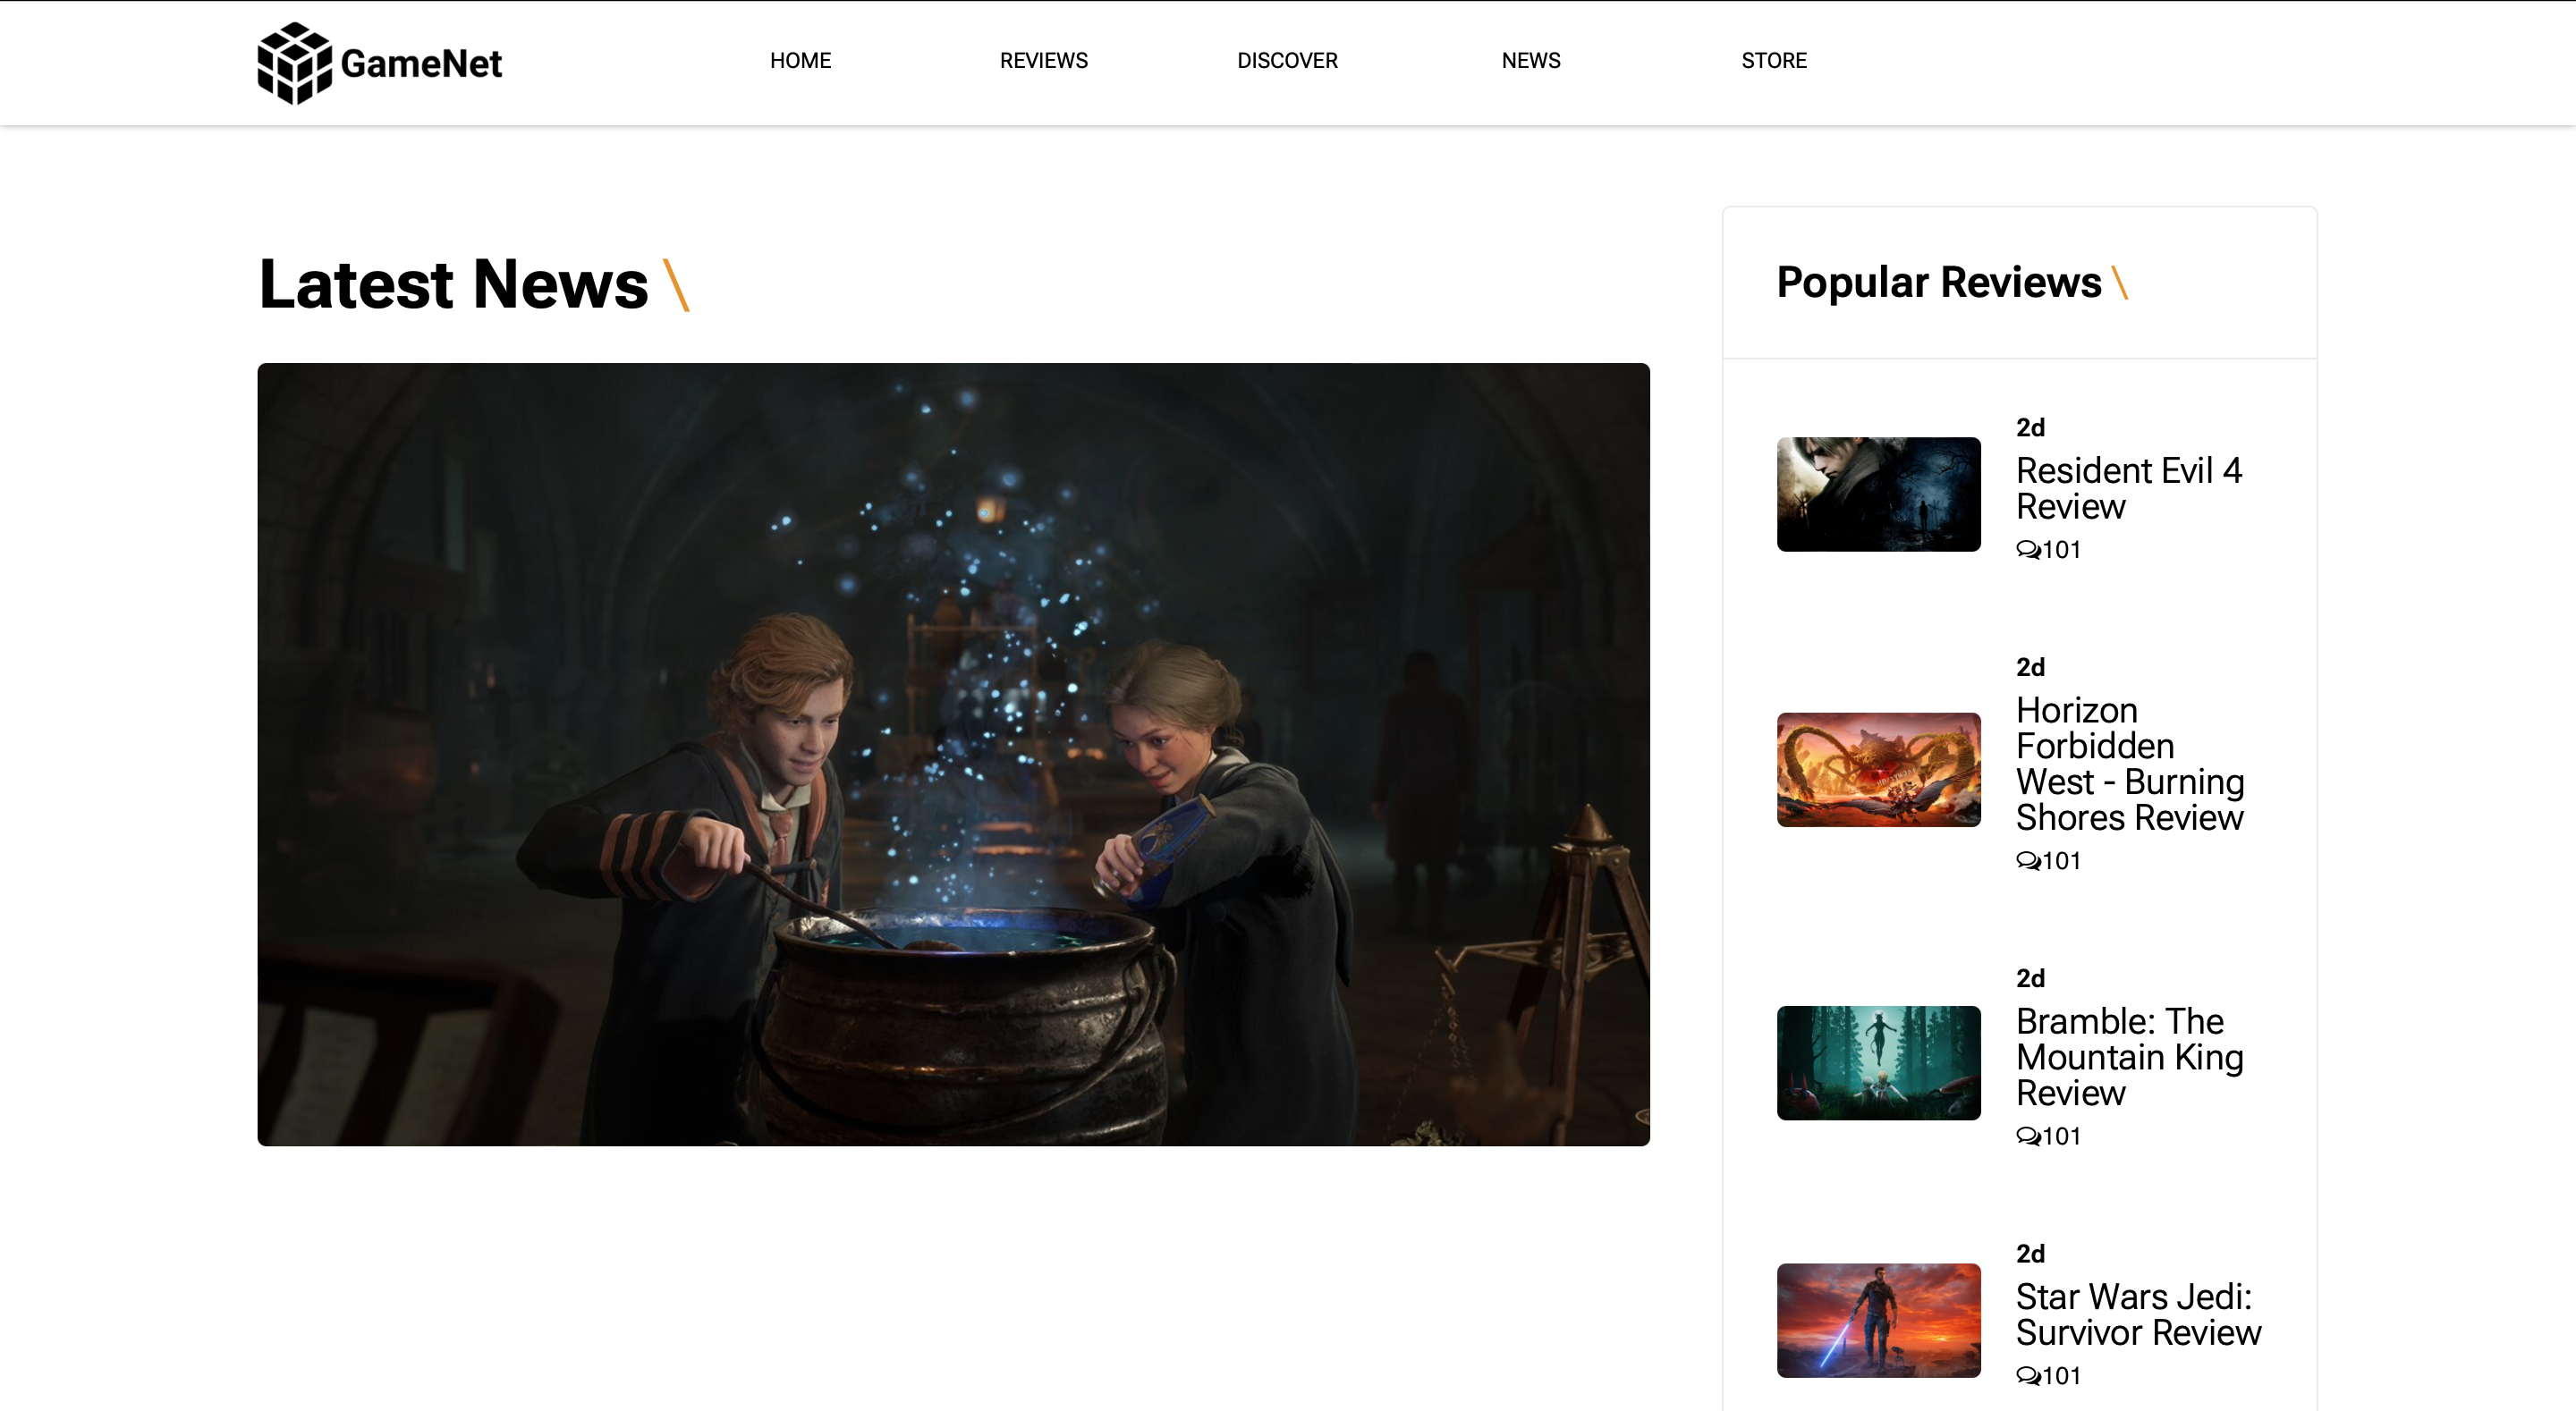 GameNet
HOME
REVIEWS
DISCOVER
NEWS
STORE
Latest News \
Popular Reviews \
2d
Resident Evil 4
Review
101
2d
Horizon
Forbidden
West - Burning
Shores Review
101
2d
Bramble: The
Mountain King
Review
101
2d
Star Wars Jedi:
Survivor Review
101